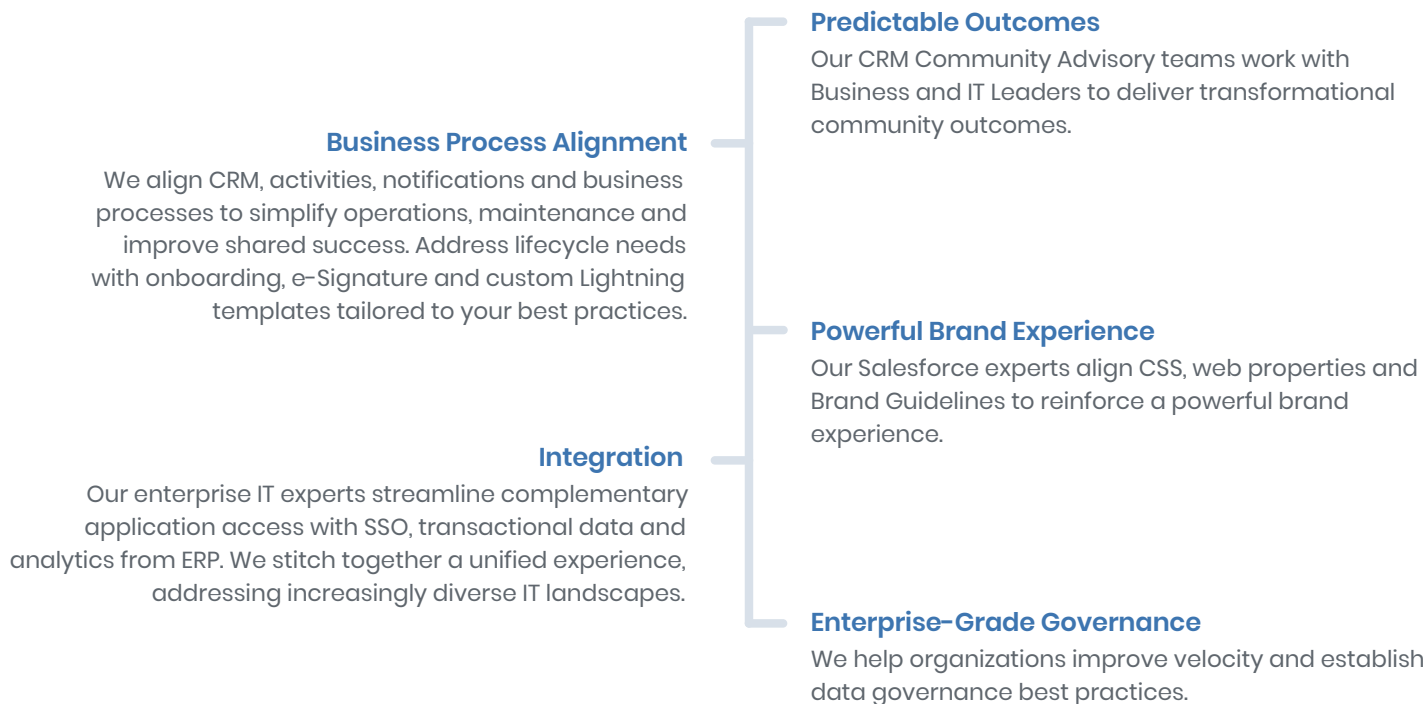 Predictable Outcomes
Our CRM Community Advisory teams work with
Business and IT Leaders to deliver transformational
community outcomes.
Business Process Alignment
We align CRM, activities, notifications and business
processes to simplify operations, maintenance and
improve shared success. Address lifecycle needs
with onboarding, e-Signature and custom Lightning
templates tailored to your best practices.
Powerful Brand Experience
Our Salesforce experts align CSS, web properties and
Brand Guidelines to reinforce a powerful brand
experience.
Integration
Our enterprise IT experts streamline complementary
application access with SSO, transactional data and
analytics from ERP. We stitch together a unified experience,
addressing increasingly diverse IT landscapes.
Enterprise-Grade Governance
We help organizations improve velocity and establish
data governance best practices.